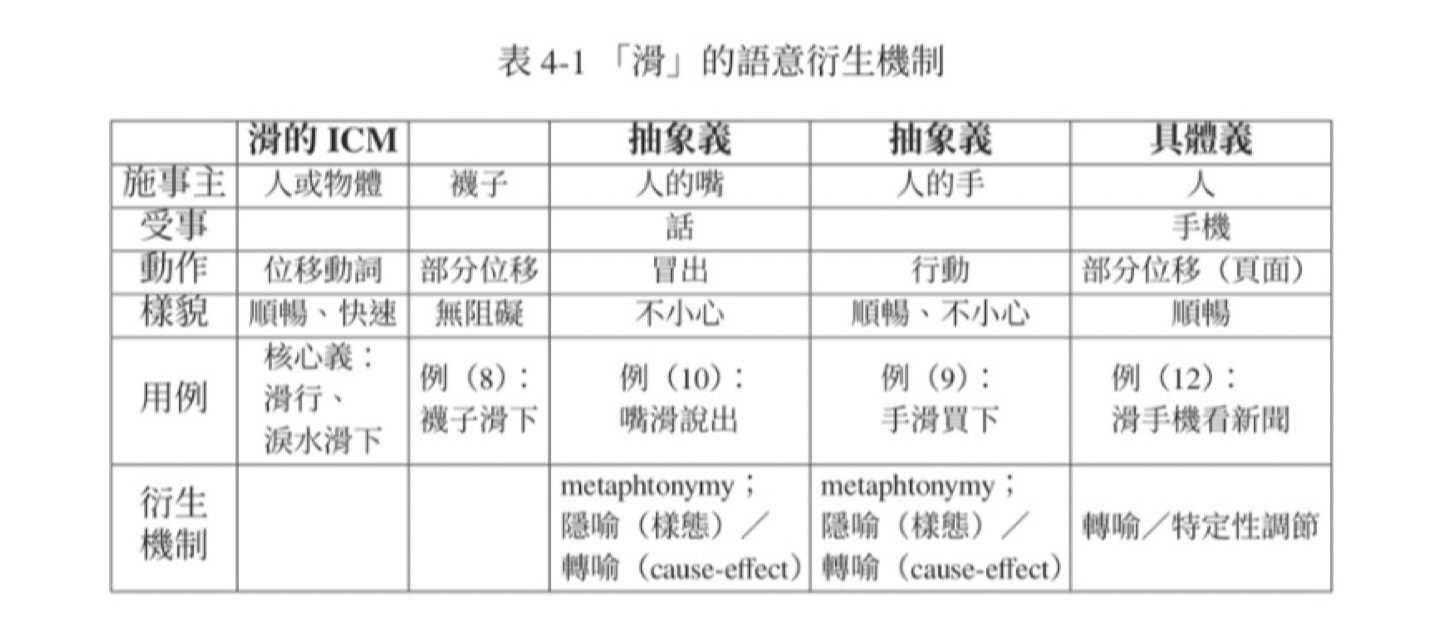 表 4-1 「滑」的語意衍生機制
滑的 ICM 抽象義 抽象義 具體義
施事主 人或物體 襪子 人的嘴 人的手 人
受事 話 手機
動作 位移動詞 部分位移 冒出 行動 部分位移（頁面）
樣貌 順暢、快速 無阻礙 不小心 順暢、不小心 順暢
用例
核心義：
滑行、
淚水滑下
例（8）：
襪子滑下
例（10）：
嘴滑說出
例（9）：
手滑買下
例（12）：
滑手機看新聞
衍生
機制
metaphtonymy；
隱喻（樣態）／
轉喻（cause-effect）
metaphtonymy；
隱喻（樣態）／
轉喻（cause-effect）
轉喻／特定性調節